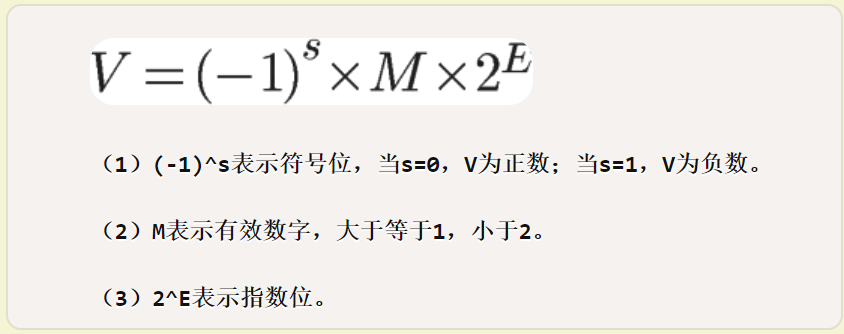 V = (−1)^s × M × 2^E
（1）(-1)^s表示符号位，当s=0，V为正数；当s=1，V为负数。
（2）M表示有效数字，大于等于1，小于2。
（3）2^E表示指数位。